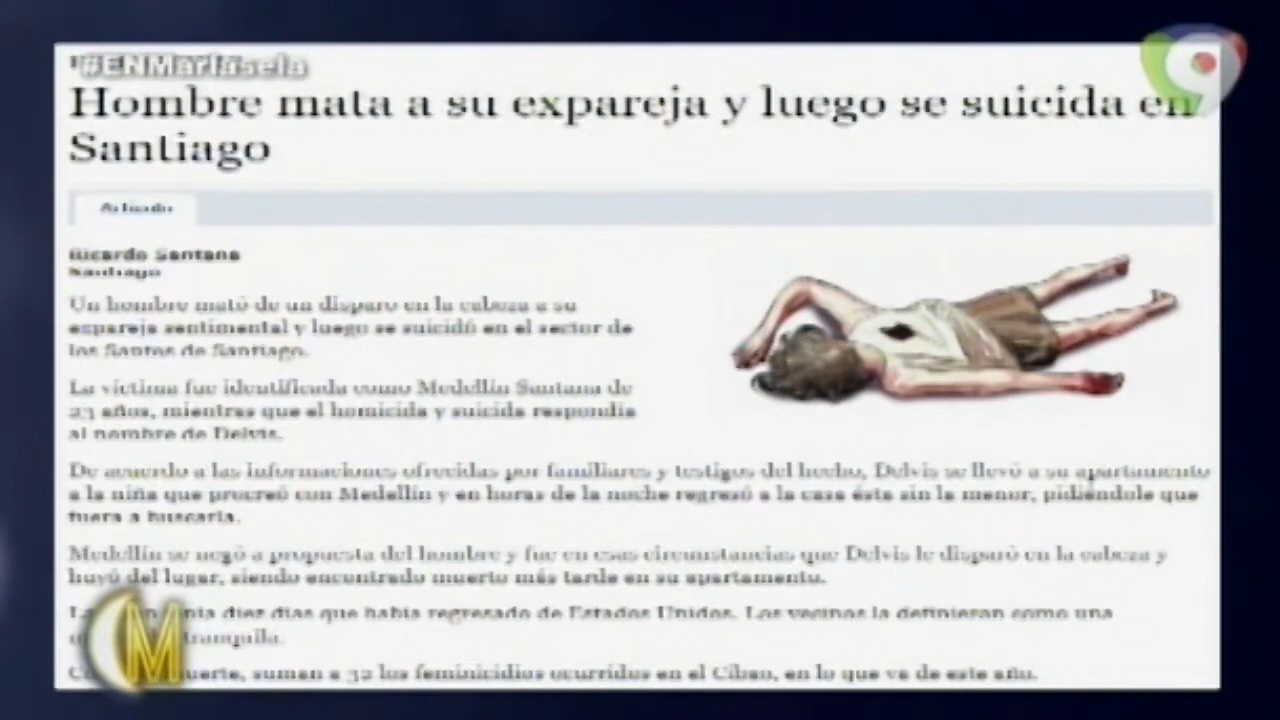 #ENMariasela
Hombre mata a su expareja y luego se suicida en
Santiago
Articulo
Ricardo Santana
Santiago
Un hombre mató de un disparo en la cabeza a su
expareja sentimental y luego se suicidó en el sector de
los Santos de Santiago.
La víctima fue identificada como Medellín Santana de
23 años, mientras que el homicida y suicida respondía
al nombre de Delvis.
De acuerdo a las informaciones ofrecidas por familiares y testigos del hecho, Delvis se llevó a su apartamento
a la niña que procreó con Medellín y en horas de la noche regresó a la casa ésta sin la menor, pidiéndole que
fuera a buscarla.
Medellín se negó a propuesta del hombre y fue en esas circunstancias que Delvis le disparó en la cabeza y
huyó del lugar, siendo encontrado muerto más tarde en su apartamento.
diez días que había regresado de Estados Unidos. Los vecinos la definieron como una
tranquila.
suman a 32 los feminicidios ocurridos en el Cibao, en lo que va de este año.
M